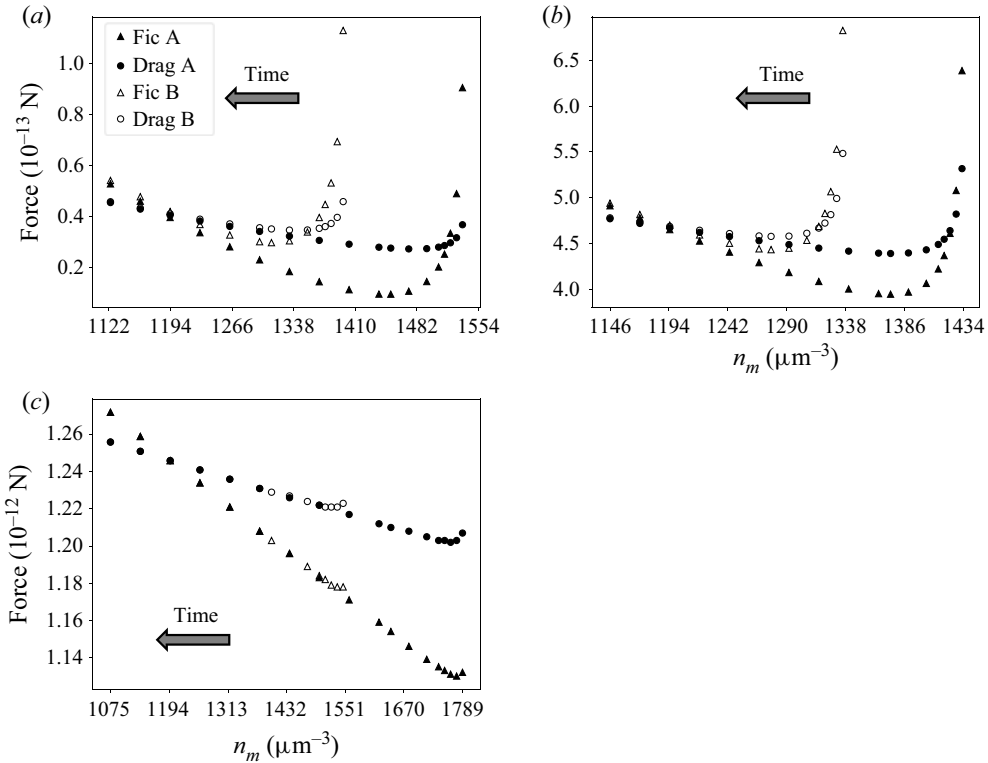 (a)
(b)
Fic A
Drag A
Fic B
Drag B
Time
Time
Force (10⁻¹³ N)
1.0
0.8
0.6
0.4
0.2
6.5
6.0
5.5
5.0
4.5
4.0
1122 1194 1266 1338 1410 1482 1554
1146 1194 1242 1290 1338 1386 1434
nₘ (μm⁻³)
(c)
Force (10⁻¹² N)
1.26
1.24
1.22
1.20
1.18
1.16
1.14
Time
1075 1194 1313 1432 1551 1670 1789
nₘ (μm⁻³)